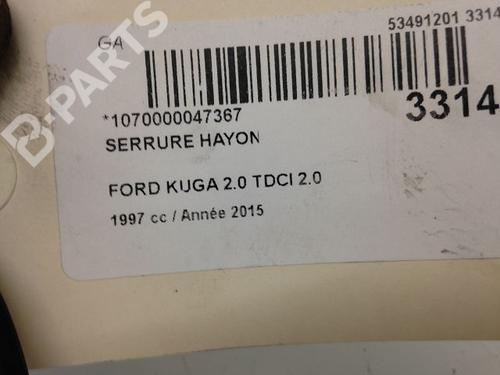 GA
53491201 3314
*1070000047367
3314
SERRURE HAYON
FORD KUGA 2.0 TDCI 2.0
1997 cc / Année 2015
B-PARTS